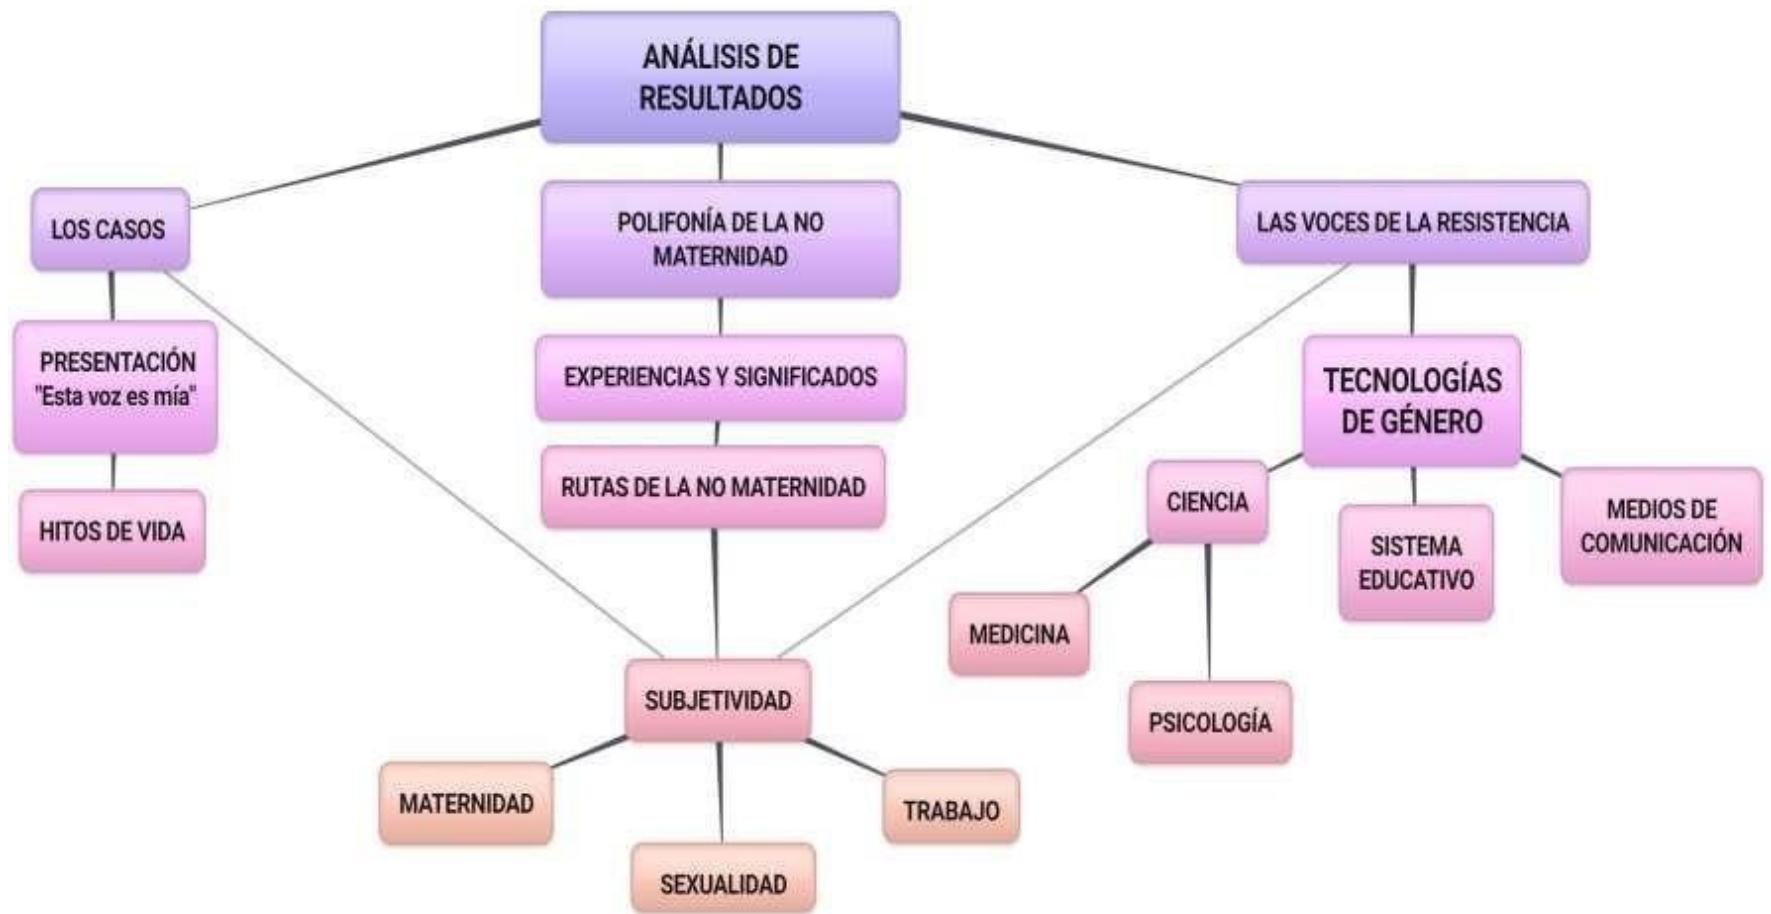 ANÁLISIS DE
RESULTADOS
LOS CASOS
POLIFONÍA DE LA NO
MATERNIDAD
LAS VOCES DE LA RESISTENCIA
PRESENTACIÓN
"Esta voz es mía"
EXPERIENCIAS Y SIGNIFICADOS
TECNOLOGÍAS
DE GÉNERO
HITOS DE VIDA
RUTAS DE LA NO MATERNIDAD
CIENCIA
SISTEMA
EDUCATIVO
MEDIOS DE
COMUNICACIÓN
MEDICINA
PSICOLOGÍA
SUBJETIVIDAD
MATERNIDAD
TRABAJO
SEXUALIDAD